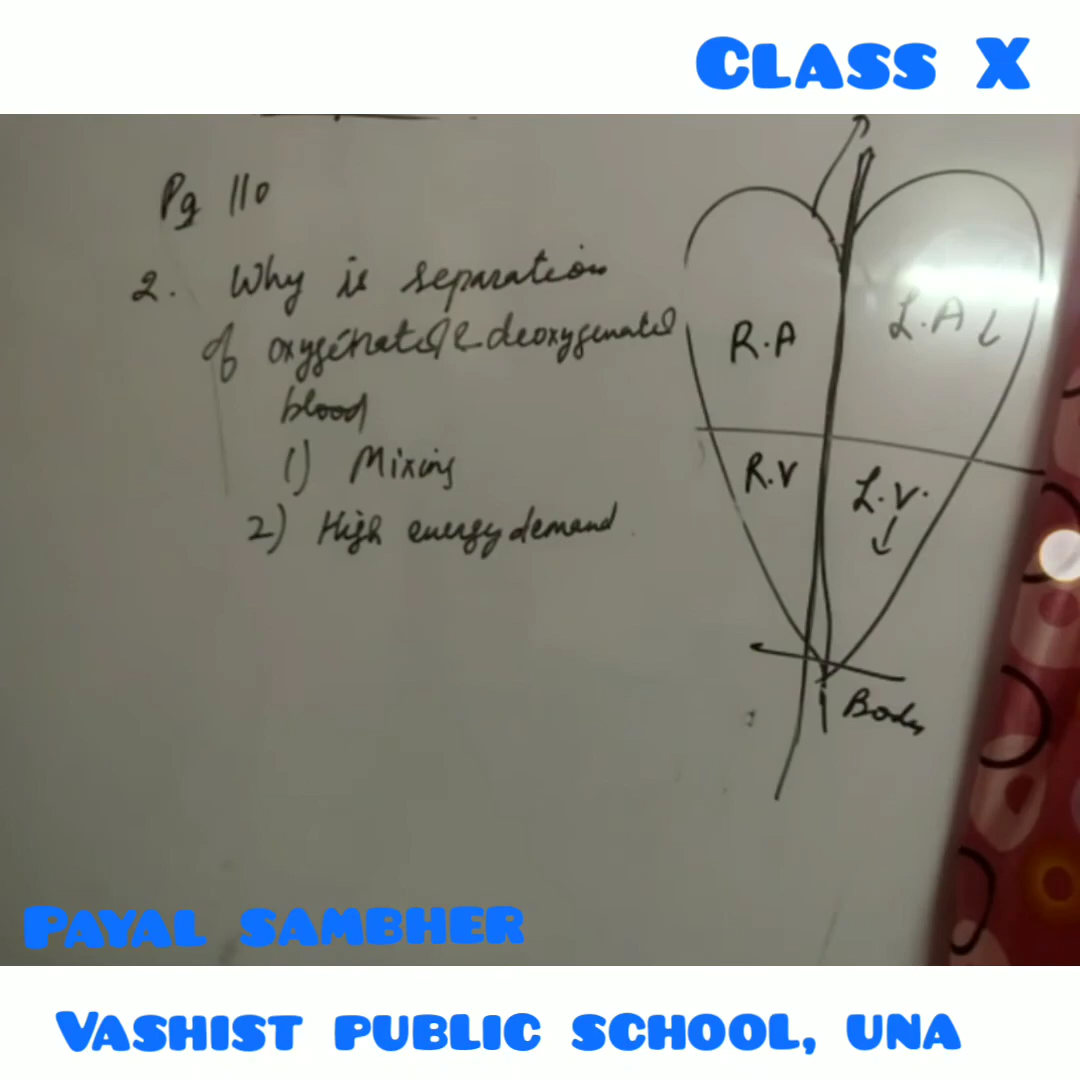 CLASS X
Pg 110
2. Why is separation
of oxygenated & deoxygenated
blood
1) Mixing
2) High energy demand
R.A
L.A
R.V
L.V.
Body
PAYAL SAMBHER
VASHIST PUBLIC SCHOOL, UNA